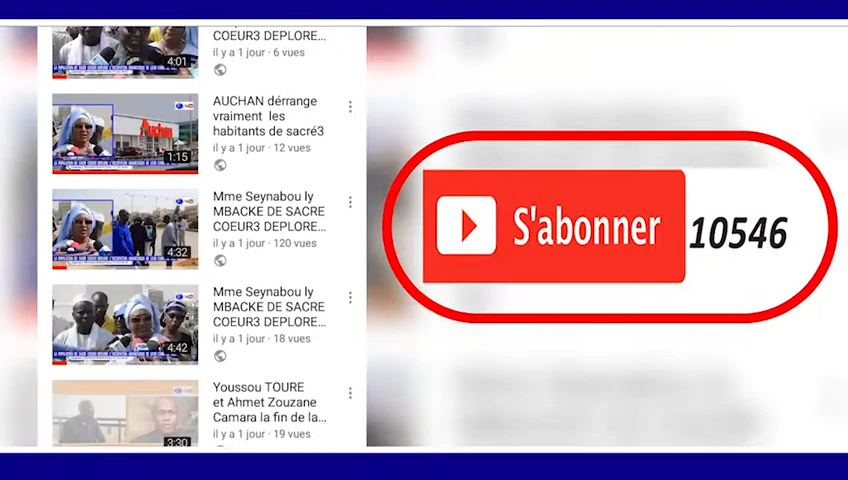 COEUR3 DEPLORE...
il y a 1 jour · 6 vues
4:01
AUCHAN dérrange
vraiment les
habitants de sacré3
il y a 1 jour · 12 vues
Auchan
1:15
Mme Seynabou ly
MBACKE DE SACRE
COEUR3 DEPLORE...
il y a 1 jour · 120 vues
4:32
Mme Seynabou ly
MBACKE DE SACRE
COEUR3 DEPLORE...
il y a 1 jour · 18 vues
4:42
Youssou TOURE
et Ahmet Zouzane
Camara la fin de la...
il y a 1 jour · 19 vues
3:30
S'abonner
10546